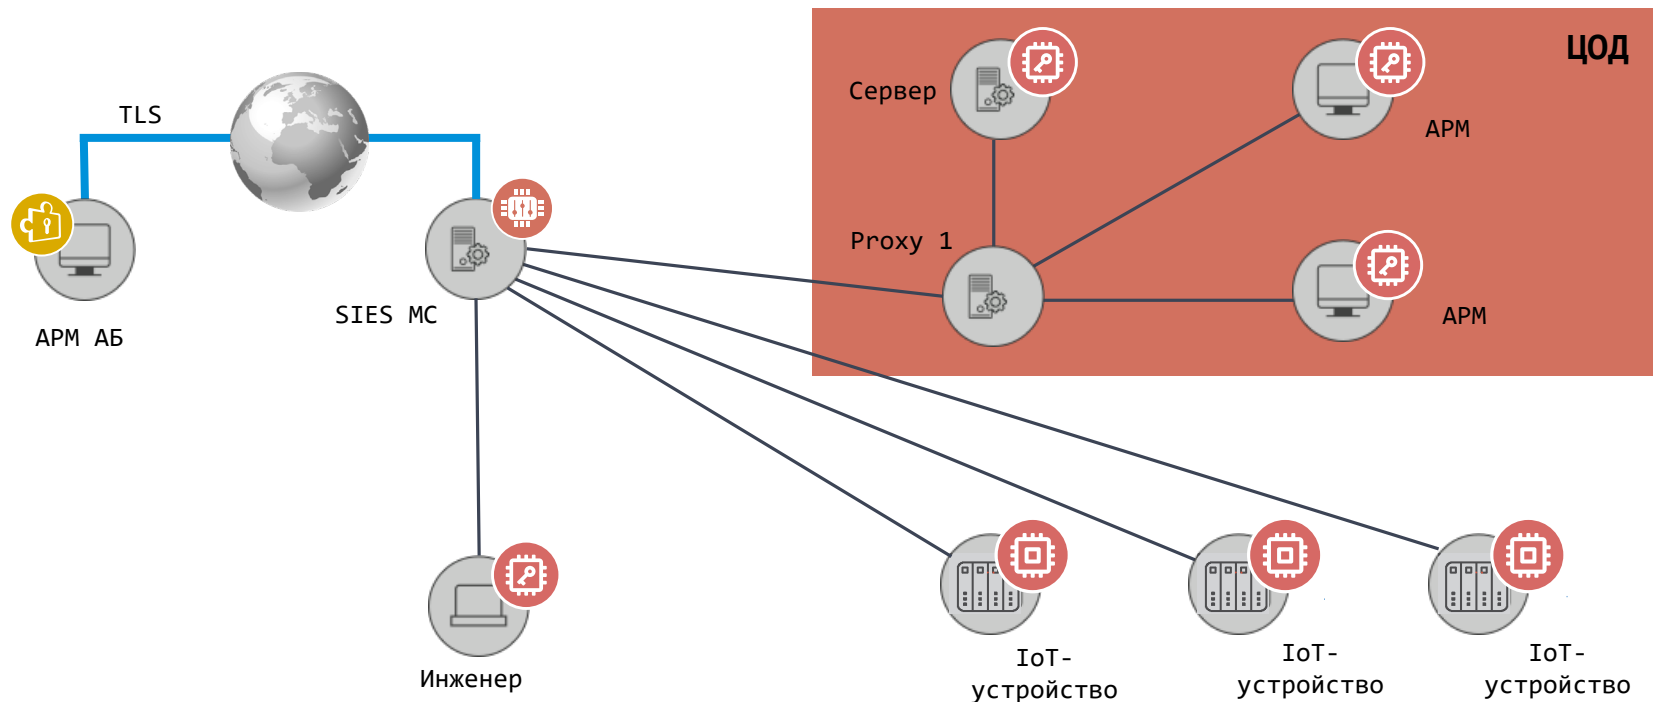 ЦОД
Сервер
TLS
АРМ
Proxy 1
SIES MC
АРМ
АРМ АБ
IoT-
устройство
IoT-
устройство
IoT-
устройство
Инженер